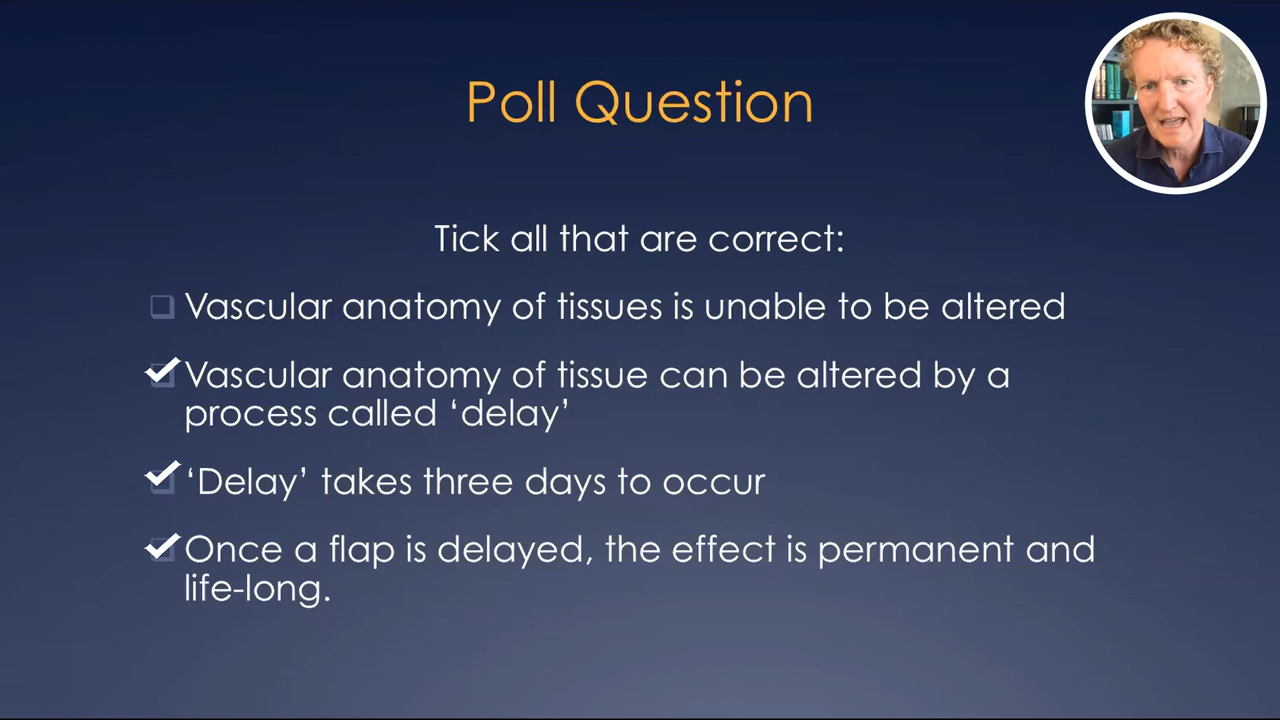 Poll Question
Tick all that are correct:
Vascular anatomy of tissues is unable to be altered
Vascular anatomy of tissue can be altered by a
process called ‘delay’
‘Delay’ takes three days to occur
Once a flap is delayed, the effect is permanent and
life-long.